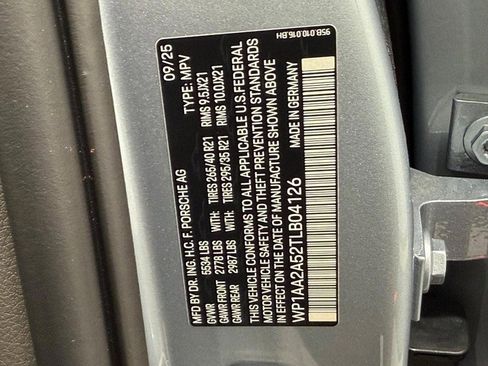 95B.010.016.BH
09/25 TYPE: MPV
MFD BY DR. ING. H.C. F. PORSCHE AG
GVWR 5534 LBS
GAWR FRONT 2778 LBS WITH: TIRES 265/40 R21 RIMS 9.5JX21
GAWR REAR 2987 LBS WITH: TIRES 295/35 R21 RIMS 10.0JX21
THIS VEHICLE CONFORMS TO ALL APPLICABLE U.S. FEDERAL
MOTOR VEHICLE SAFETY AND THEFT PREVENTION STANDARDS
IN EFFECT ON THE DATE OF MANUFACTURE SHOWN ABOVE
WP1AA2A52TLB04126